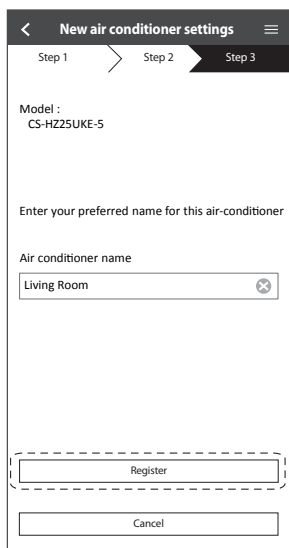 New air conditioner settings
Step 1 Step 2 Step 3
Model :
CS-HZ25UKE-5
Enter your preferred name for this air-conditioner
Air conditioner name
Living Room
Register
Cancel